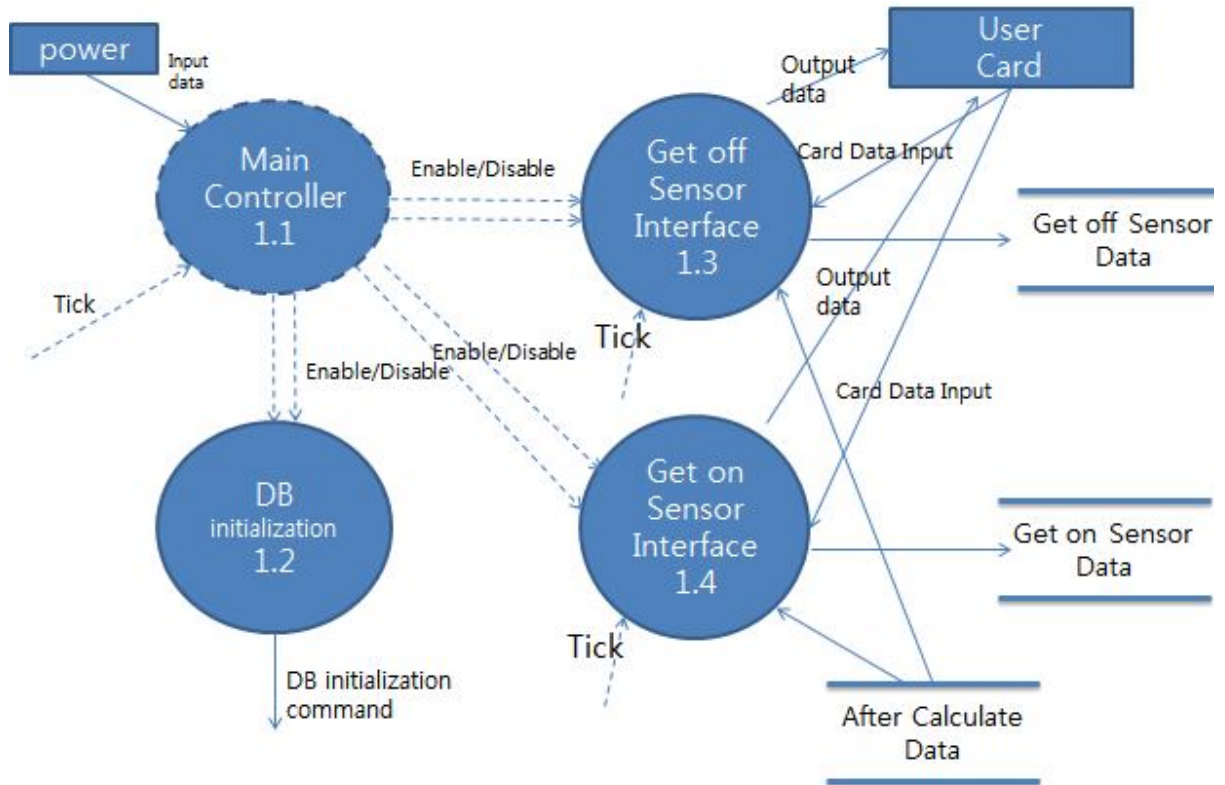 power
Input
data
User
Card
Output
data
Main
Controller
1.1
Enable/Disable
Get off
Sensor
Interface
1.3
Card Data Input
Get off Sensor
Data
Tick
Output
data
Tick
Enable/Disable
Enable/Disable
Card Data Input
DB
initialization
1.2
Get on
Sensor
Interface
1.4
Get on Sensor
Data
Tick
DB initialization
command
After Calculate
Data